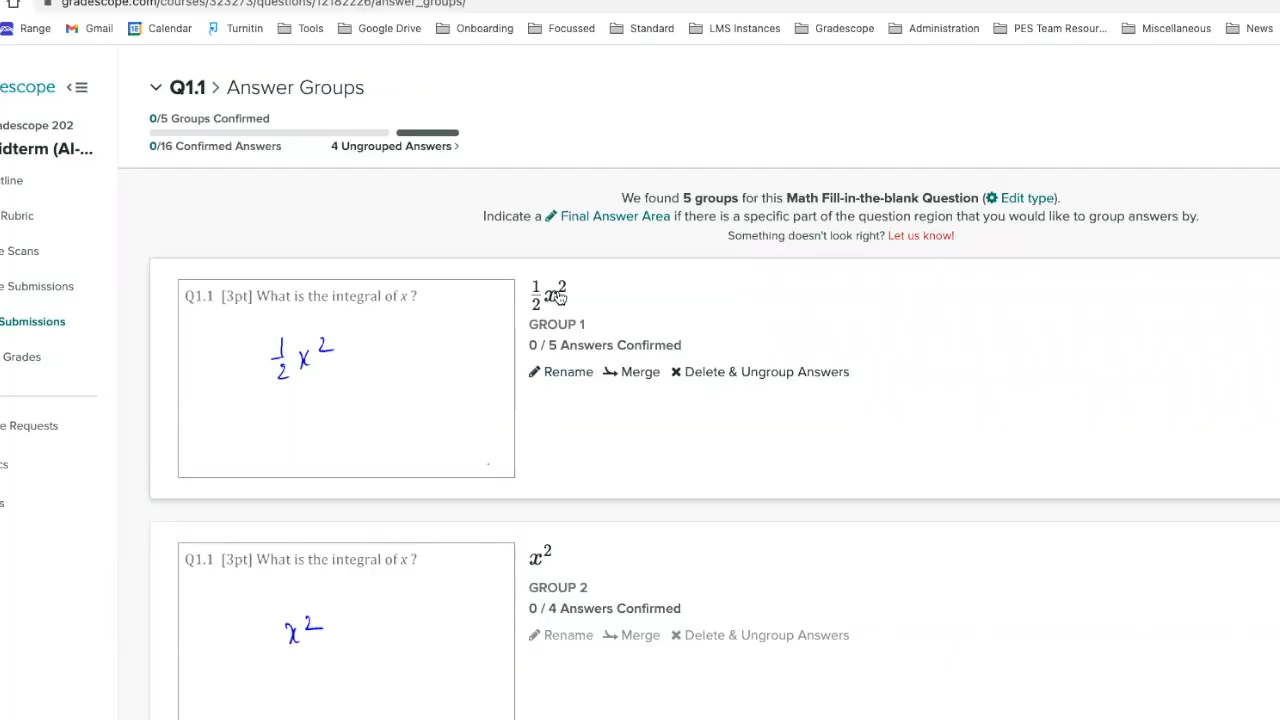 gradescope.com/courses/323273/questions/12182226/answer_groups/
Range Gmail 18 Calendar Turnitin Tools Google Drive Onboarding Focussed Standard LMS Instances Gradescope Administration PES Team Resour... Miscellaneous News
escope
adescope 202
idterm (AI-...
tline
Rubric
e Scans
e Submissions
Submissions
Grades
e Requests
cs
s
Q1.1 > Answer Groups
0/5 Groups Confirmed
0/16 Confirmed Answers 4 Ungrouped Answers >
We found 5 groups for this Math Fill-in-the-blank Question (Edit type).
Indicate a Final Answer Area if there is a specific part of the question region that you would like to group answers by.
Something doesn't look right? Let us know!
Q1.1 [3pt] What is the integral of x ?
1/2 x²
1/2 x²
GROUP 1
0 / 5 Answers Confirmed
Rename Merge Delete & Ungroup Answers
Q1.1 [3pt] What is the integral of x ?
x²
x²
GROUP 2
0 / 4 Answers Confirmed
Rename Merge Delete & Ungroup Answers